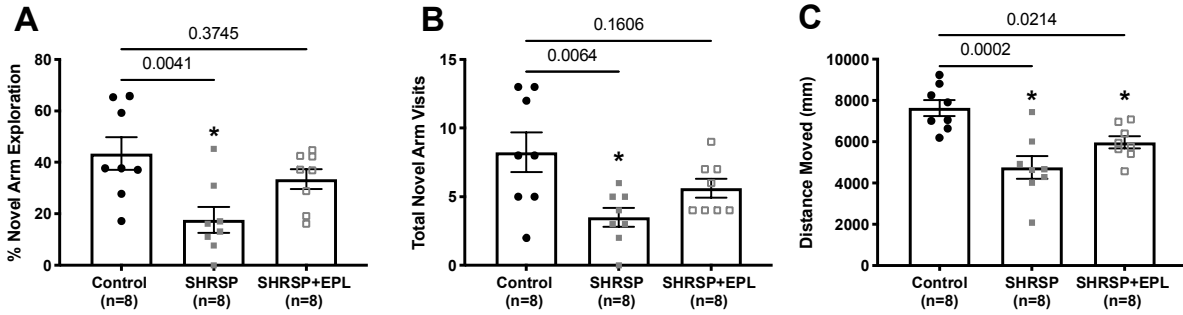 A
% Novel Arm Exploration
80
60
40
20
0
0.3745
0.0041
*
Control
(n=8)
SHRSP
(n=8)
SHRSP+EPL
(n=8)
B
Total Novel Arm Visits
15
10
5
0
0.1606
0.0064
*
Control
(n=8)
SHRSP
(n=8)
SHRSP+EPL
(n=8)
C
Distance Moved (mm)
10000
8000
6000
4000
2000
0
0.0214
0.0002
*
*
Control
(n=8)
SHRSP
(n=8)
SHRSP+EPL
(n=8)